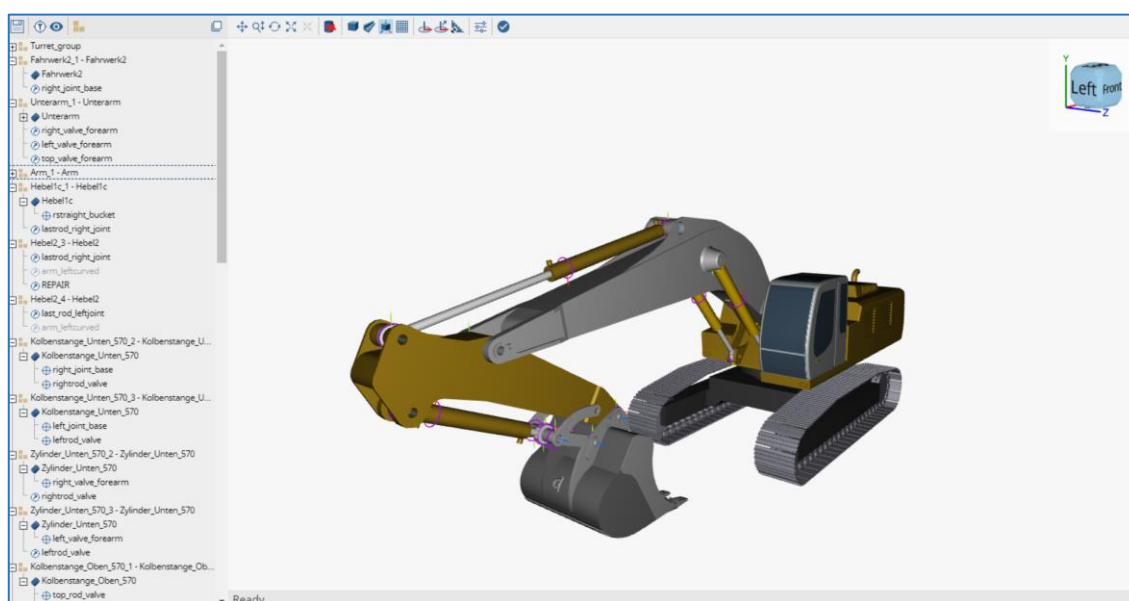 Turret_group
Fahrwerk2_1 - Fahrwerk2
Fahrwerk2
right_joint_base
Unterarm_1 - Unterarm
Unterarm
right_valve_forearm
left_valve_forearm
top_valve_forearm
Arm_1 - Arm
Hebel1c_1 - Hebel1c
Hebel1c
rstraight_bucket
lastrod_right_joint
Hebel2_3 - Hebel2
lastrod_right_joint
arm_leftcurved
REPAIR
Hebel2_4 - Hebel2
last_rod_leftjoint
arm_leftcurved
Kolbenstange_Unten_570_2 - Kolbenstange_U...
Kolbenstange_Unten_570
right_joint_base
rightrod_valve
Kolbenstange_Unten_570_3 - Kolbenstange_U...
Kolbenstange_Unten_570
left_joint_base
leftrod_valve
Zylinder_Unten_570_2 - Zylinder_Unten_570
Zylinder_Unten_570
right_valve_forearm
rightrod_valve
Zylinder_Unten_570_3 - Zylinder_Unten_570
Zylinder_Unten_570
left_valve_forearm
leftrod_valve
Kolbenstange_Oben_570_1 - Kolbenstange_Ob...
Kolbenstange_Oben_570
top_rod_valve
Y
Left Front
Z
Ready